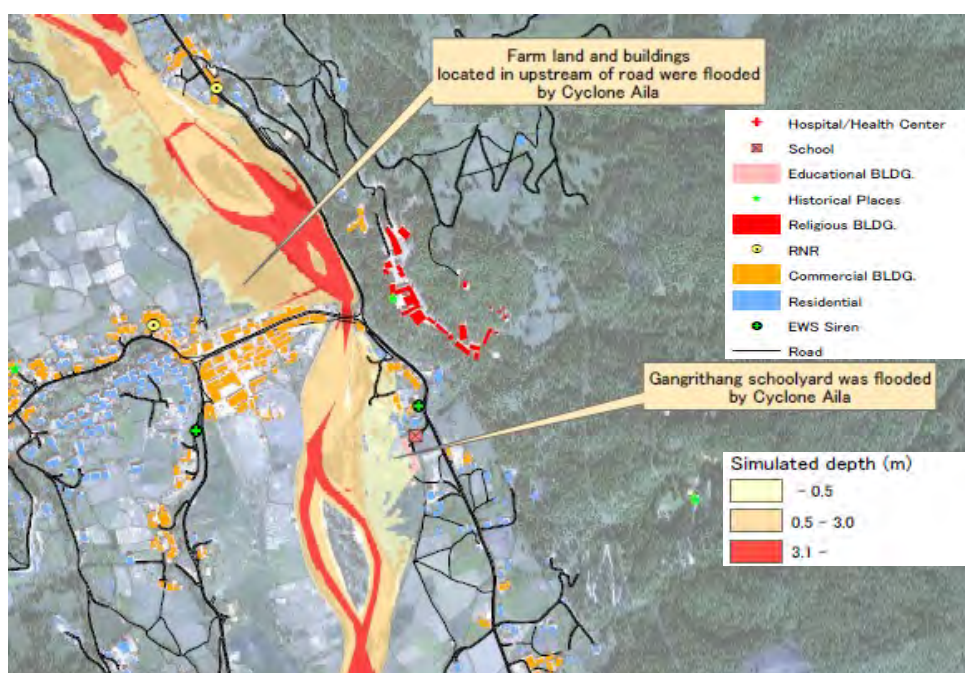 Farm land and buildings
located in upstream of road were flooded
by Cyclone Aila
Hospital/Health Center
School
Educational BLDG.
Historical Places
Religious BLDG.
RNR
Commercial BLDG.
Residential
EWS Siren
Road
Gangrithang schoolyard was flooded
by Cyclone Aila
Simulated depth (m)
- 0.5
0.5 - 3.0
3.1 -